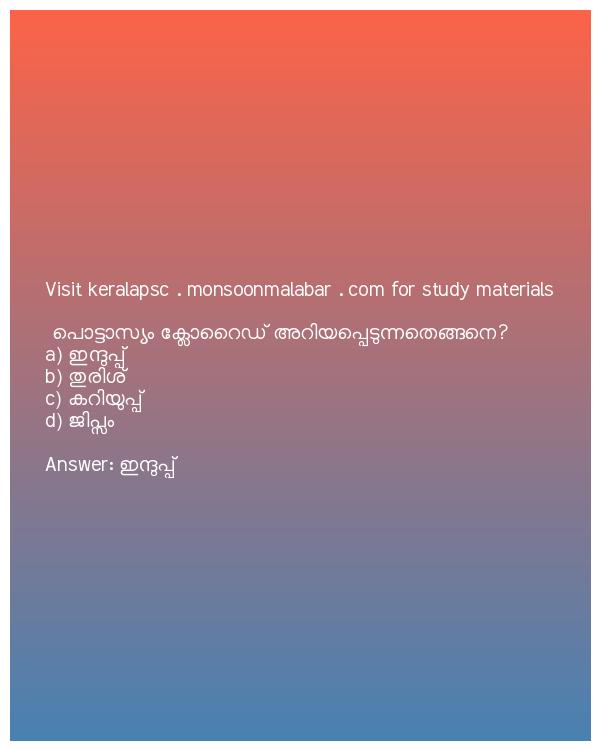 Visit keralapsc . monsoonmalabar . com for study materials
പൊട്ടാസ്യം ക്ലോറൈഡ് അറിയപ്പെടുന്നതെങ്ങനെ?
a) ഇന്ദുപ്പ്
b) തുരിശ്
c) കറിയുപ്പ്
d) ജിപ്സം
Answer: ഇന്ദുപ്പ്